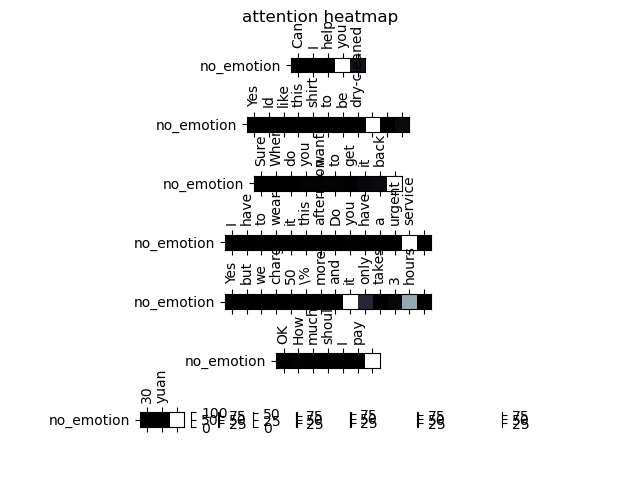 attention heatmap
no_emotion Can I help you dry-cleaned
no_emotion Yes Id like this shirt to be
no_emotion Sure When do you want to get it back
no_emotion I have to wear it this afternoon Do you have a urgent service
no_emotion Yes but we charg 50 \% more and it only takes 3 hours
no_emotion OK How much shoul I pay
no_emotion 30 yuan
100 50 75 75 75 75 75
50 50 25 50 50 50 50
0 25 0 25 25 25 25